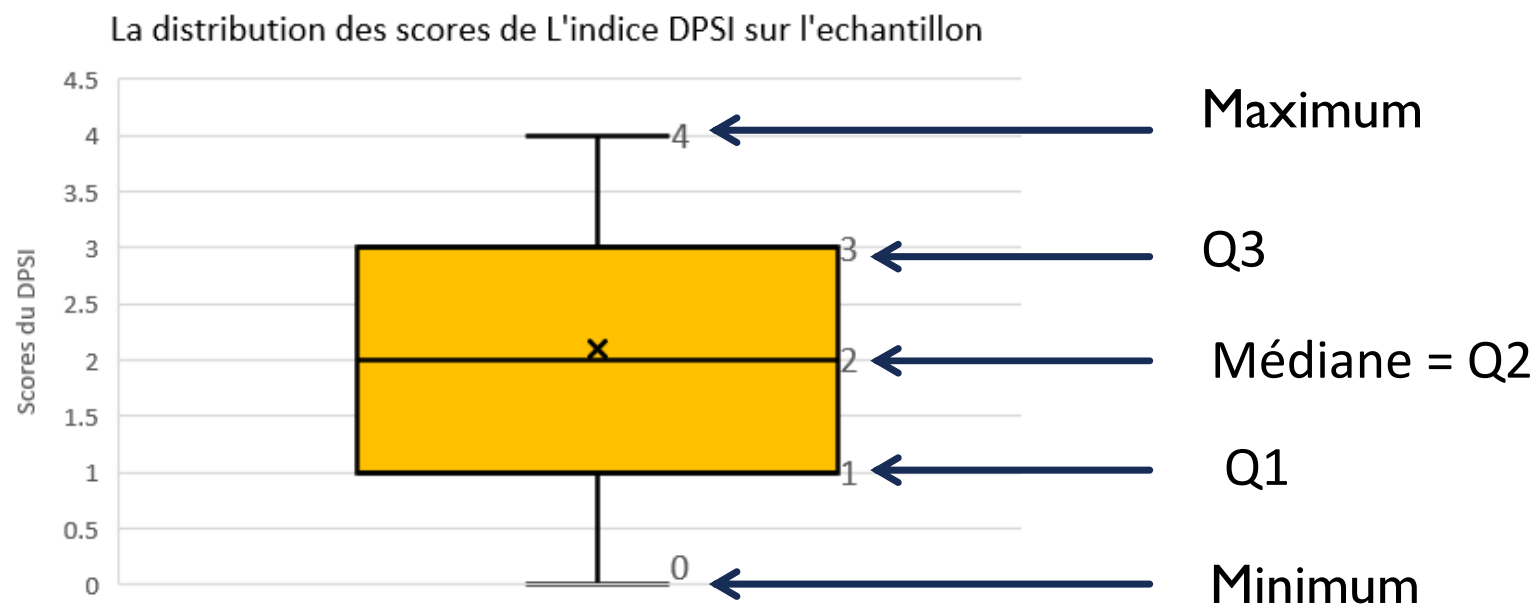 La distribution des scores de L'indice DPSI sur l'echantillon
Scores du DPSI
4.5
4
3.5
3
2.5
2
1.5
1
0.5
0
4
3
2
1
0
Maximum
Q3
Médiane = Q2
Q1
Minimum